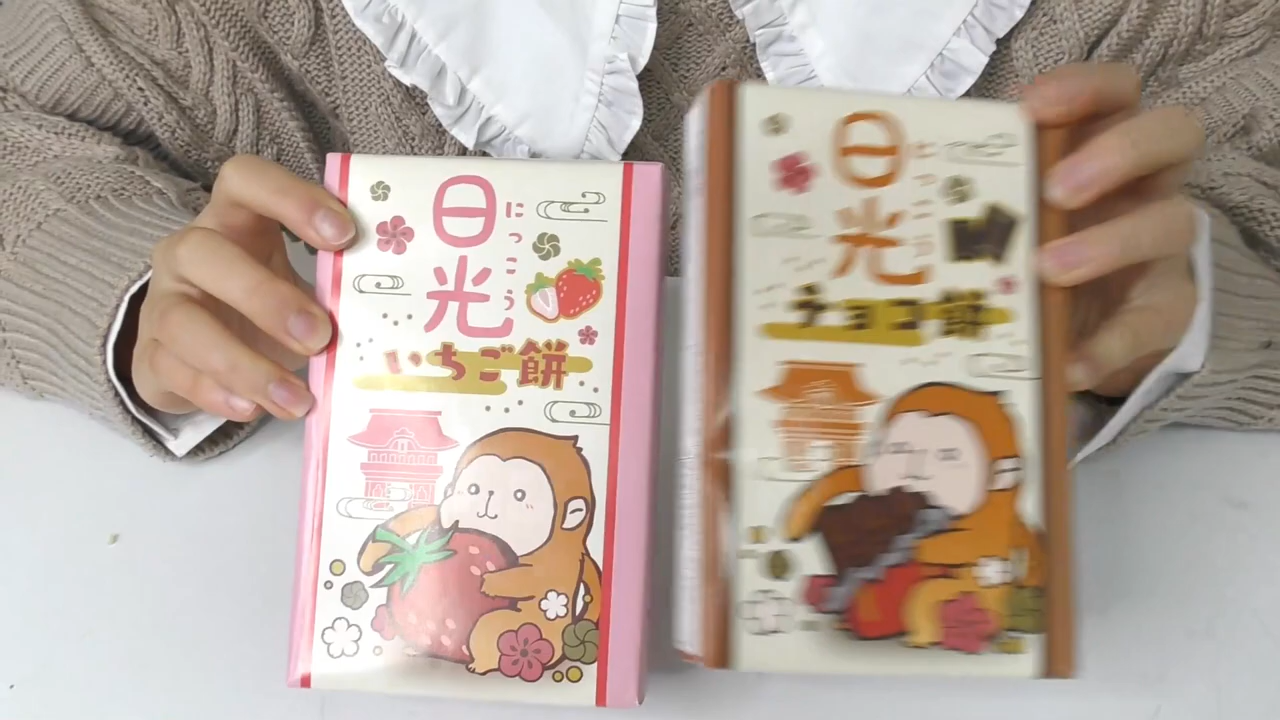 日光
にっこう
いちご餅
日光
にっこう
チョコ餅